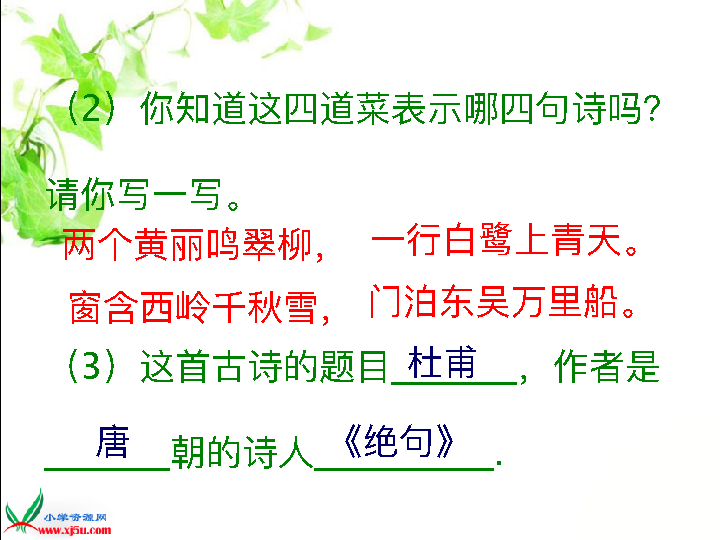 （2）你知道这四道菜表示哪四句诗吗？
请你写一写。
两个黄丽鸣翠柳， 一行白鹭上青天。
窗含西岭千秋雪， 门泊东吴万里船。
（3）这首古诗的题目杜甫，作者是
唐朝的诗人《绝句》.
小学资源网
www.xj5u.com